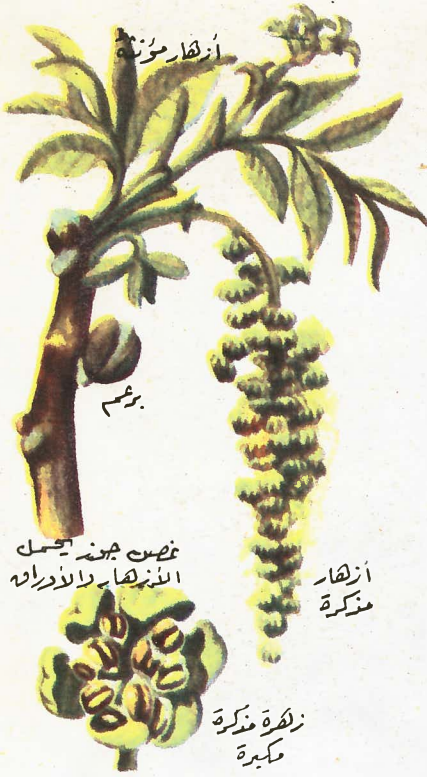 أزهار مؤنثة
برعم
غصن جوز يحمل
الأزهار والأوراق
أزهار
مذكرة
زهرة مذكرة
مكبرة